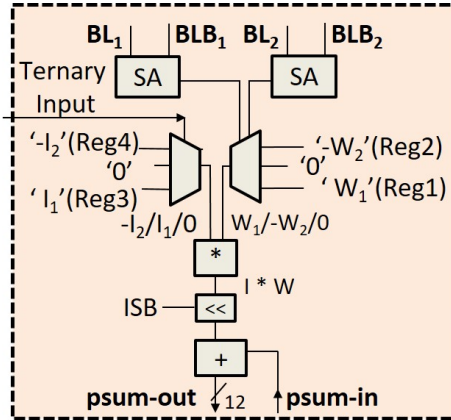 BL₁ BLB₁ BL₂ BLB₂
SA SA
Ternary
Input
‘-I₂’(Reg4) ‘-W₂’(Reg2)
‘0’ ‘0’
‘ I₁’(Reg3) ‘ W₁’(Reg1)
-I₂/I₁/0 W₁/-W₂/0
*
I * W
ISB <<
+
psum-out 12 psum-in